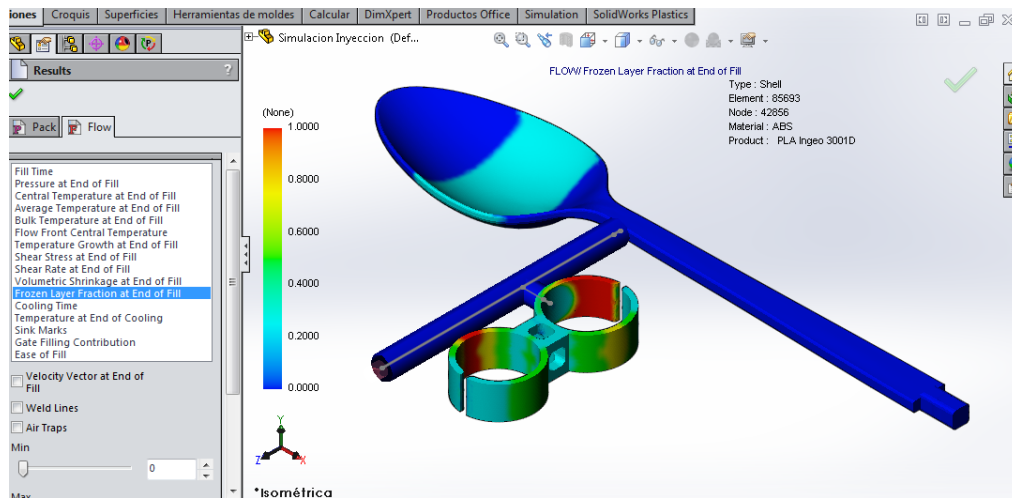 iones Croquis Superficies Herramientas de moldes Calcular DimXpert Productos Office Simulation SolidWorks Plastics
Simulacion Inyeccion (Def...
Results ?
Pack Flow
Fill Time
Pressure at End of Fill
Central Temperature at End of Fill
Average Temperature at End of Fill
Bulk Temperature at End of Fill
Flow Front Central Temperature
Temperature Growth at End of Fill
Shear Stress at End of Fill
Shear Rate at End of Fill
Volumetric Shrinkage at End of Fill
Frozen Layer Fraction at End of Fill
Cooling Time
Temperature at End of Cooling
Sink Marks
Gate Filling Contribution
Ease of Fill
Velocity Vector at End of
Fill
Weld Lines
Air Traps
Min
0
Max
FLOW/ Frozen Layer Fraction at End of Fill
Type : Shell
Element : 85693
Node : 42856
Material : ABS
Product : PLA Ingeo 3001D
(None)
1.0000
0.8000
0.6000
0.4000
0.2000
0.0000
Y
Z X
*Isométrica